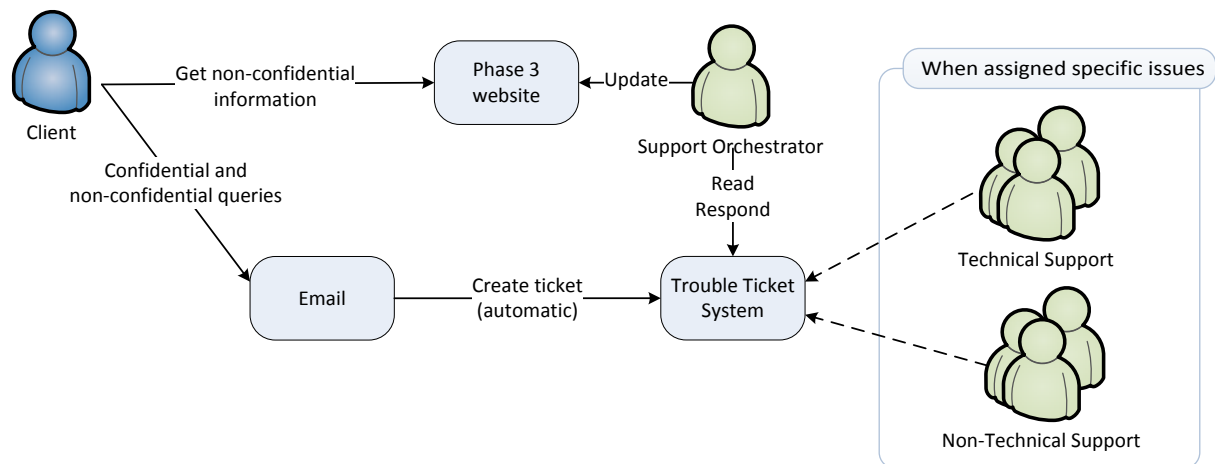 Client
Get non-confidential
information
Phase 3
website
Update
Support Orchestrator
When assigned specific issues
Confidential and
non-confidential queries
Read
Respond
Technical Support
Email
Create ticket
(automatic)
Trouble Ticket
System
Non-Technical Support